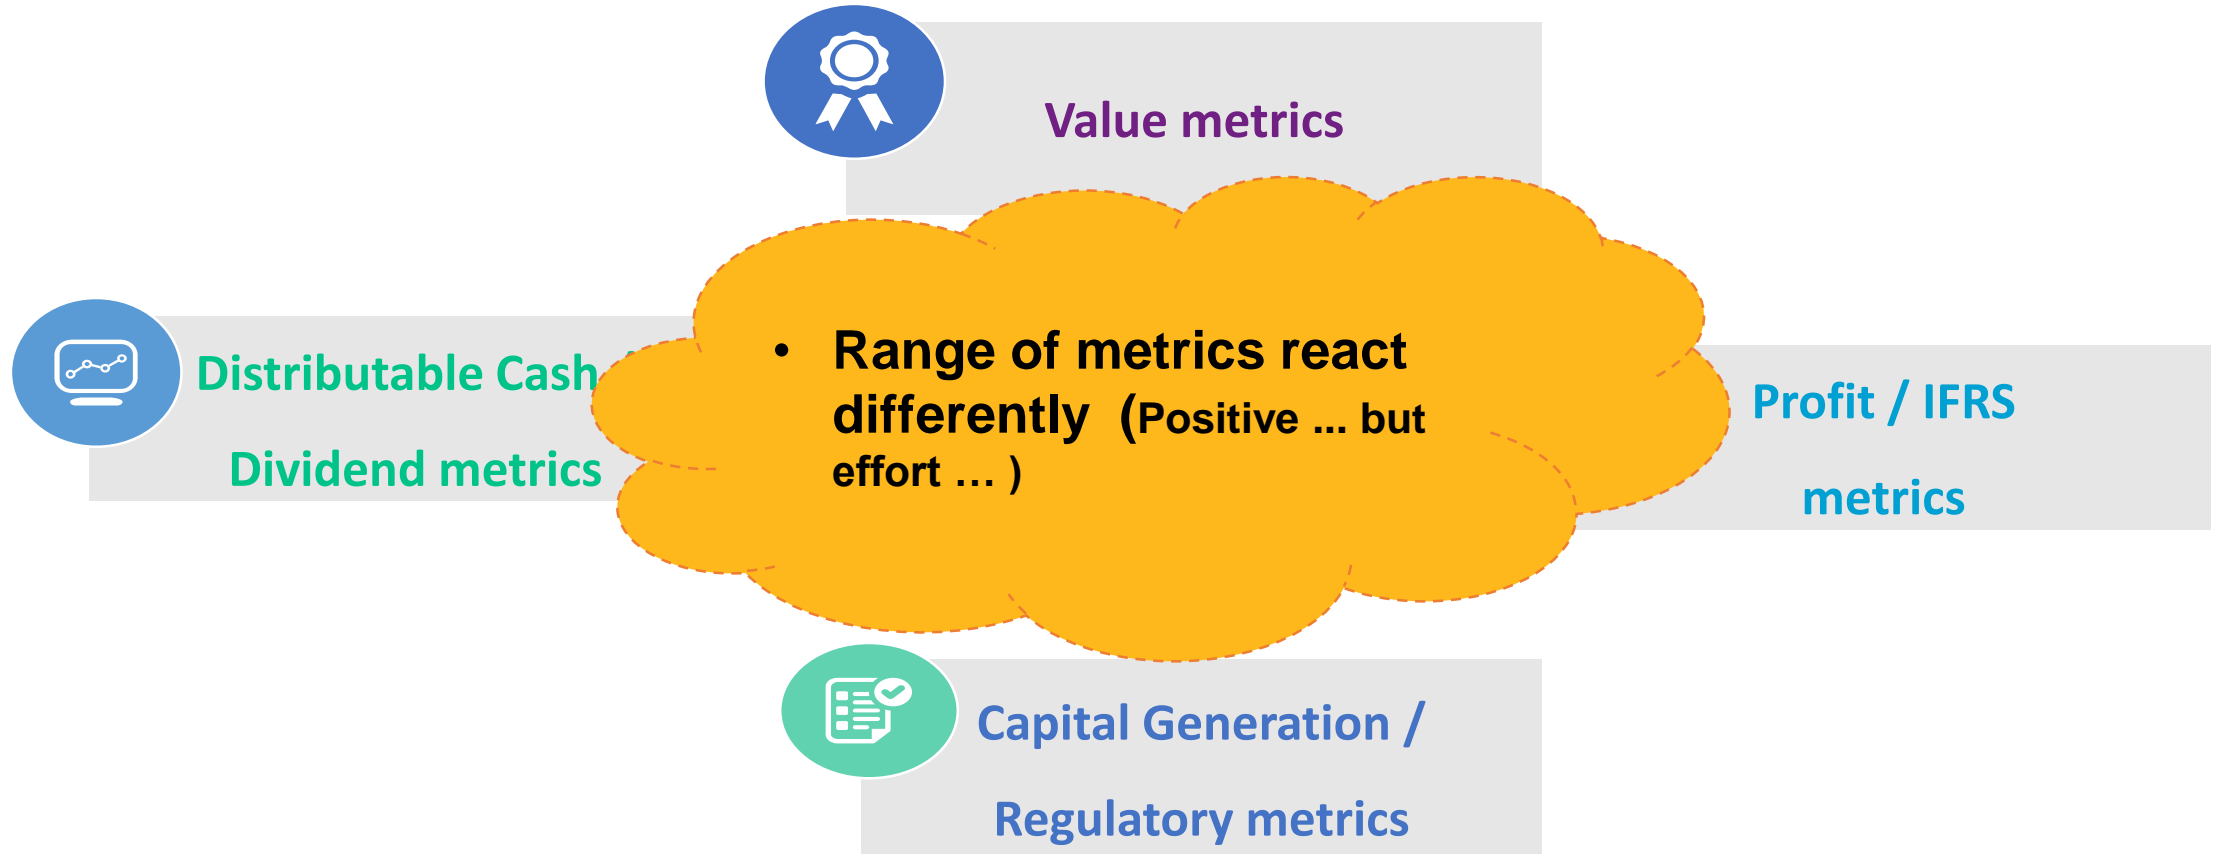 Value metrics
Distributable Cash
Dividend metrics
• Range of metrics react
differently (Positive ... but
effort … )
Profit / IFRS
metrics
Capital Generation /
Regulatory metrics